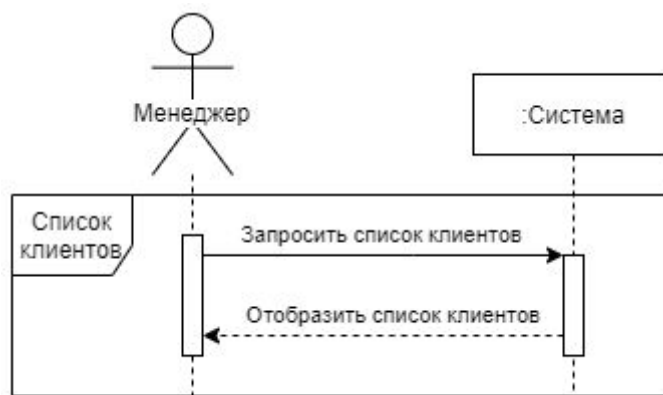 Менеджер
:Система
Список
клиентов
Запросить список клиентов
Отобразить список клиентов